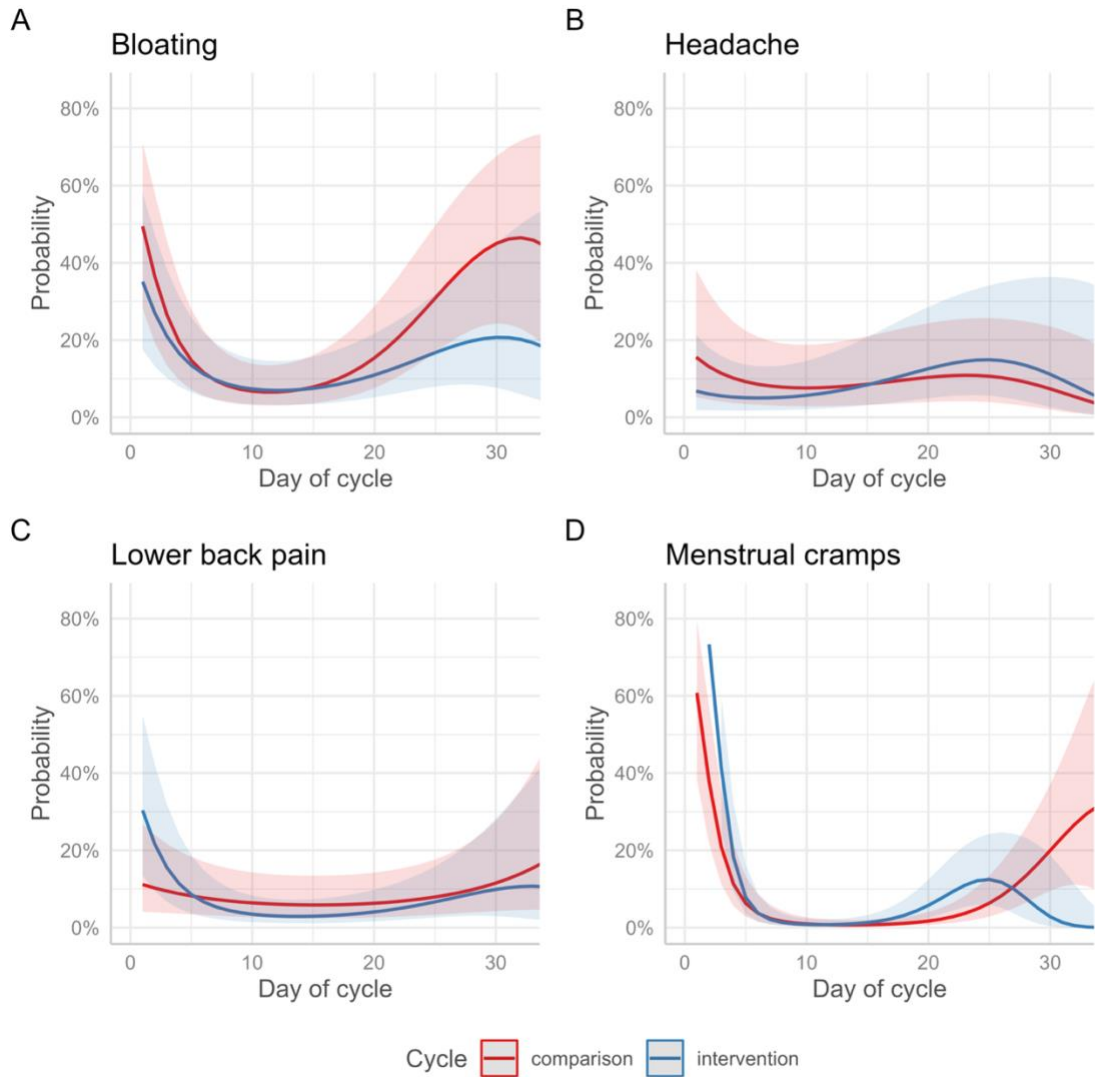 A
Bloating
80%
60%
40%
20%
0%
Probability
0 10 20 30
Day of cycle
B
Headache
80%
60%
40%
20%
0%
Probability
0 10 20 30
Day of cycle
C
Lower back pain
80%
60%
40%
20%
0%
Probability
0 10 20 30
Day of cycle
D
Menstrual cramps
80%
60%
40%
20%
0%
Probability
0 10 20 30
Day of cycle
Cycle comparison intervention